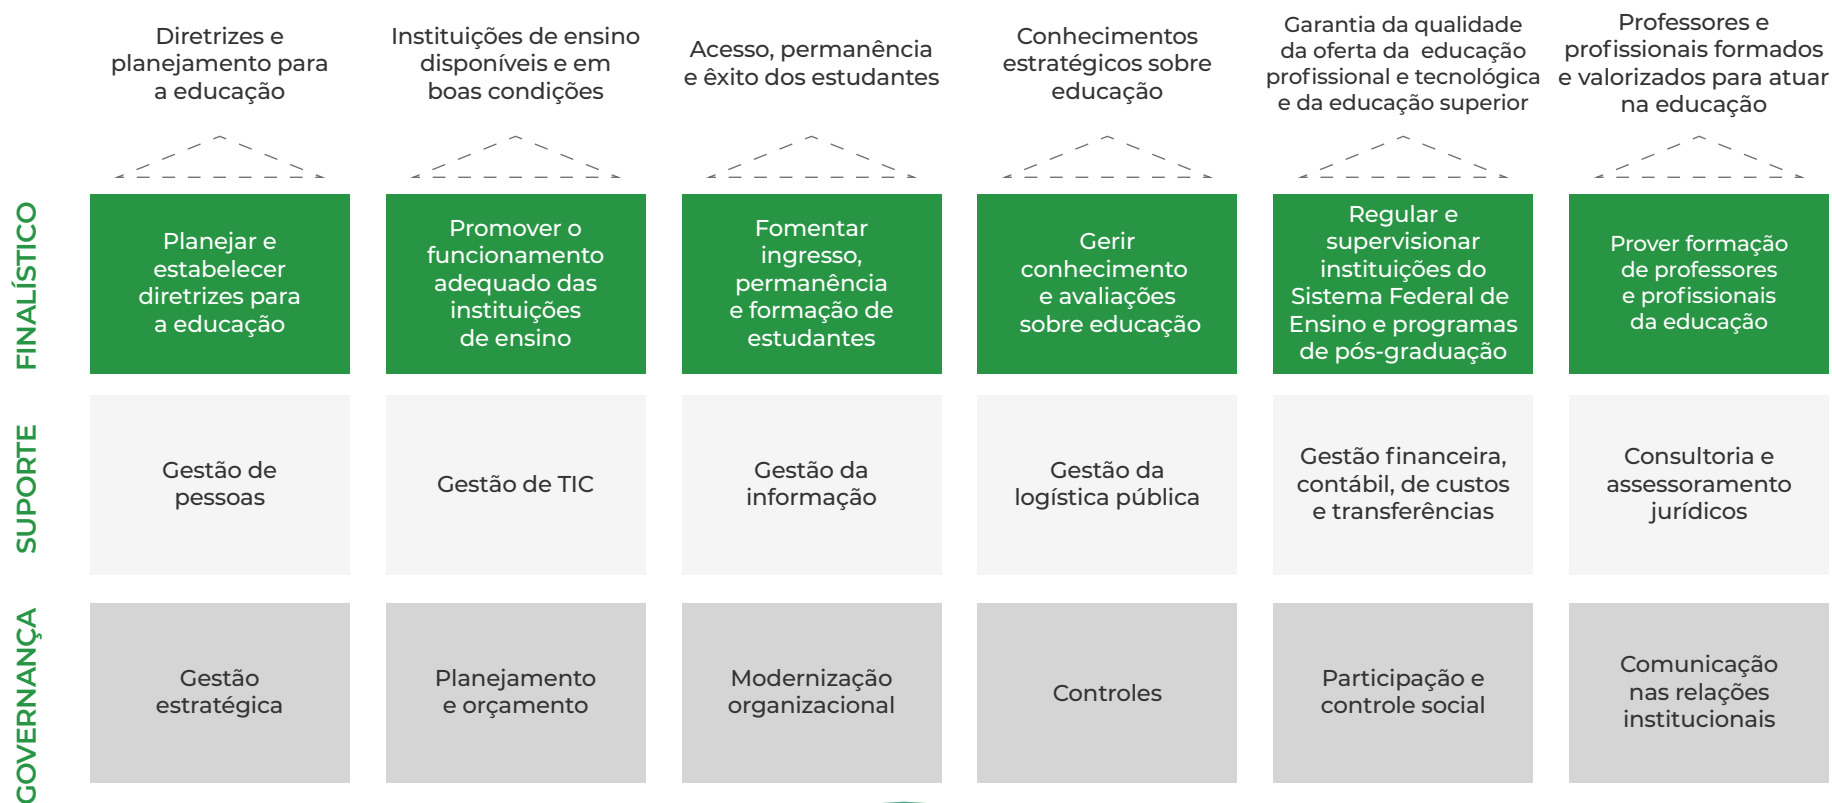 Diretrizes e
planejamento para
a educação
Instituições de ensino
disponíveis e em
boas condições
Acesso, permanência
e êxito dos estudantes
Conhecimentos
estratégicos sobre
educação
Garantia da qualidade
da oferta da educação
profissional e tecnológica
e da educação superior
Professores e
profissionais formados
e valorizados para atuar
na educação
FINALÍSTICO
Planejar e
estabelecer
diretrizes para
a educação
Promover o
funcionamento
adequado das
instituições
de ensino
Fomentar
ingresso,
permanência
e formação de
estudantes
Gerir
conhecimento
e avaliações
sobre educação
Regular e
supervisionar
instituições do
Sistema Federal de
Ensino e programas
de pós-graduação
Prover formação
de professores
e profissionais
da educação
SUPORTE
Gestão de
pessoas
Gestão de TIC
Gestão da
informação
Gestão da
logística pública
Gestão financeira,
contábil, de custos
e transferências
Consultoria e
assessoramento
jurídicos
GOVERNANÇA
Gestão
estratégica
Planejamento
e orçamento
Modernização
organizacional
Controles
Participação e
controle social
Comunicação
nas relações
institucionais